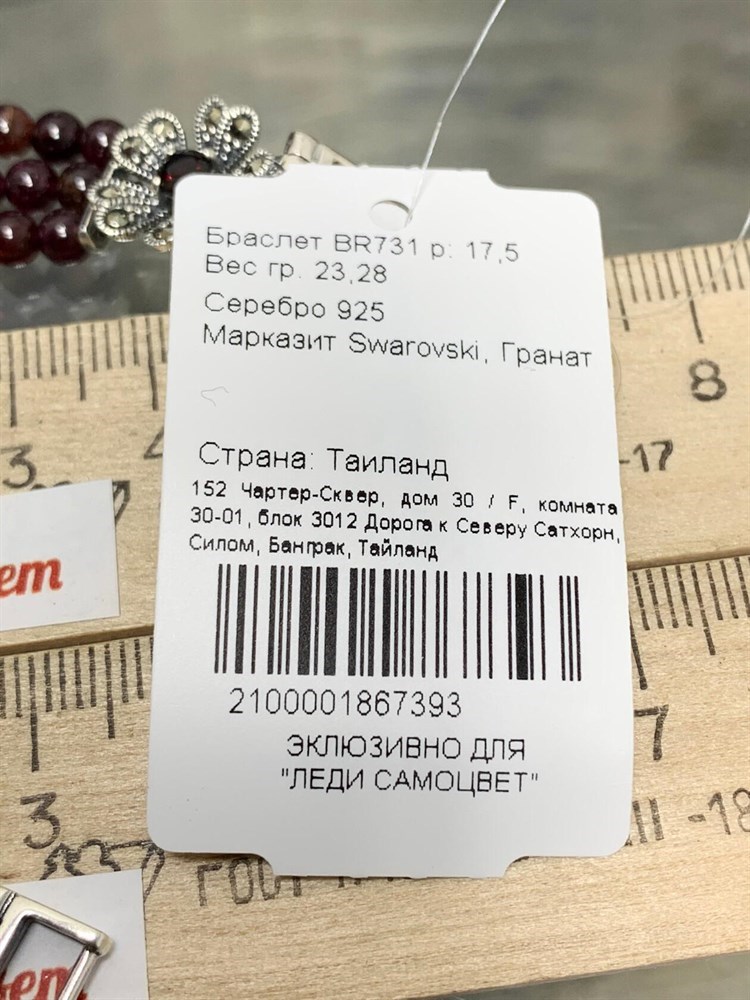 Браслет BR731 р: 17,5
Вес гр. 23,28
Серебро 925
Марказит Swarovski, Гранат
Страна: Таиланд
152 Чартер-Сквер, дом 30 / F, комната
30-01, блок 3012 Дорога к Северу Сатхорн,
Силом, Банграк, Тайланд
2100001867393
ЭКЛЮЗИВНО ДЛЯ
"ЛЕДИ САМОЦВЕТ"
3
8
-17
3
7
ГОСТ
-18